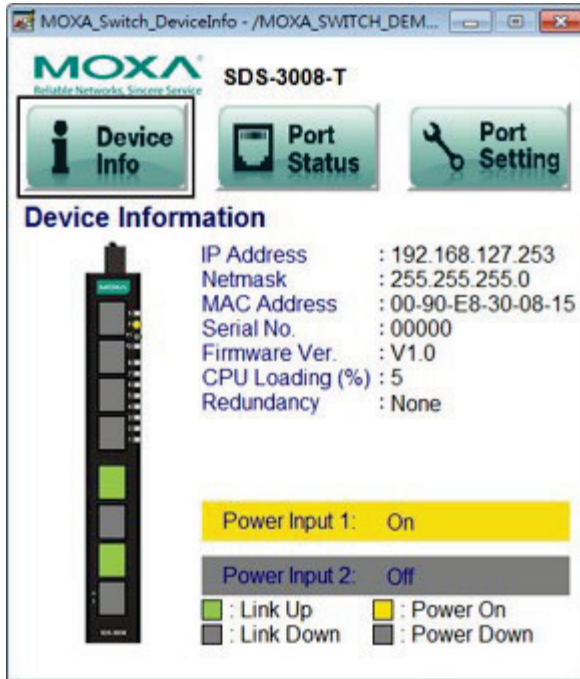 MOXA_Switch_DeviceInfo - /MOXA_SWITCH_DEM...
MOXA
Reliable Networks, Sincere Service
SDS-3008-T
Device Info
Port Status
Port Setting
Device Information
IP Address : 192.168.127.253
Netmask : 255.255.255.0
MAC Address : 00-90-E8-30-08-15
Serial No. : 00000
Firmware Ver. : V1.0
CPU Loading (%) : 5
Redundancy : None
MOXA
Power Input 1: On
Power Input 2: Off
: Link Up : Power On
: Link Down : Power Down